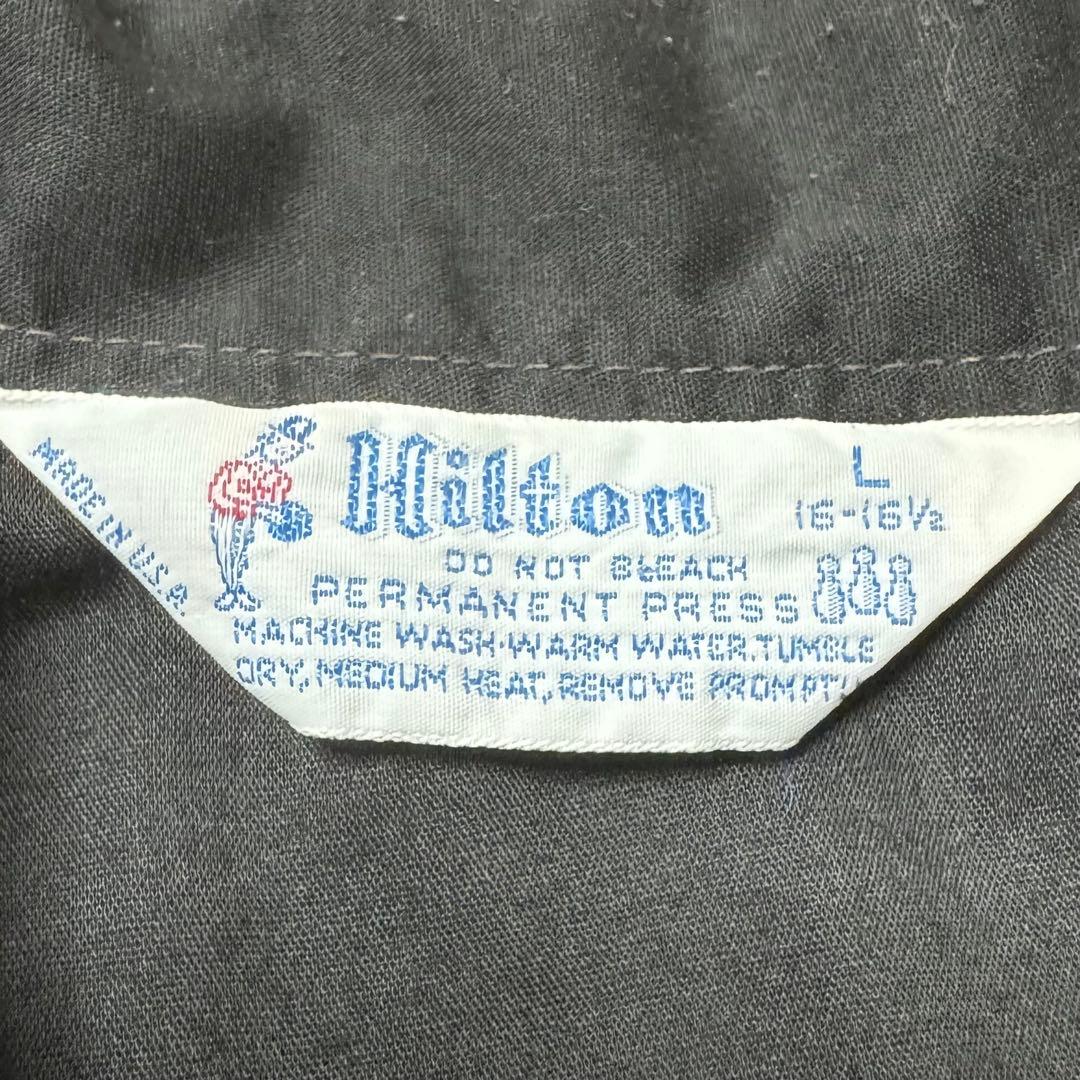 MADE IN U.S.A.
Hilton
L
16-16½
DO NOT BLEACH
PERMANENT PRESS
MACHINE WASH·WARM WATER,TUMBLE
DRY, MEDIUM HEAT, REMOVE PROMPTL